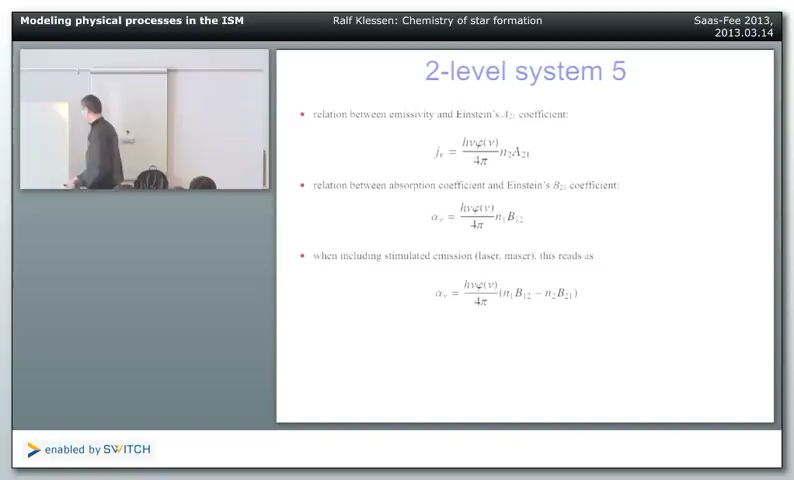 Modeling physical processes in the ISM
Ralf Klessen: Chemistry of star formation
Saas-Fee 2013,
2013.03.14
2-level system 5
• relation between emissivity and Einstein's A₂₁ coefficient:
jᵥ = hνφ(ν)/4π n₂A₂₁
• relation between absorption coefficient and Einstein's B₂₁ coefficient:
αᵥ = hνφ(ν)/4π n₁B₁₂
• when including stimulated emission (laser, maser), this reads as
αᵥ = hνφ(ν)/4π (n₁B₁₂ − n₂B₂₁)
enabled by SWITCH